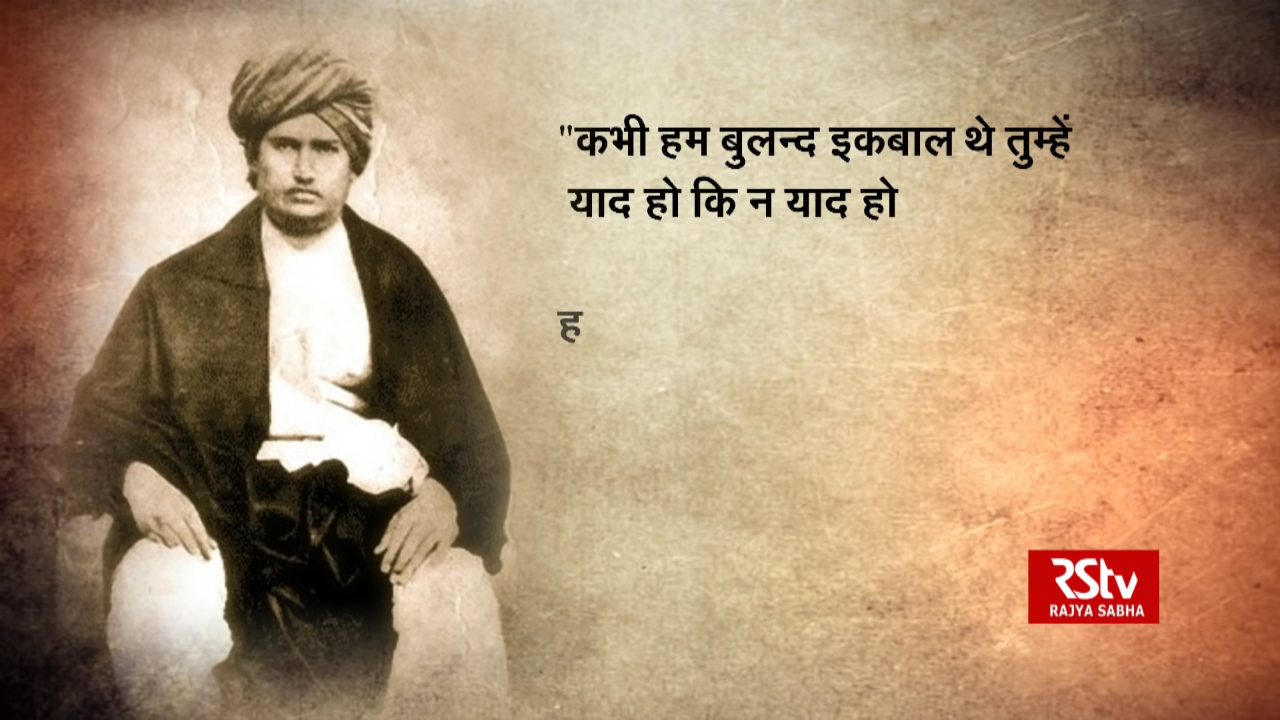 "कभी हम बुलन्द इकबाल थे तुम्हें
याद हो कि न याद हो
ह
RStv
RAJYA SABHA